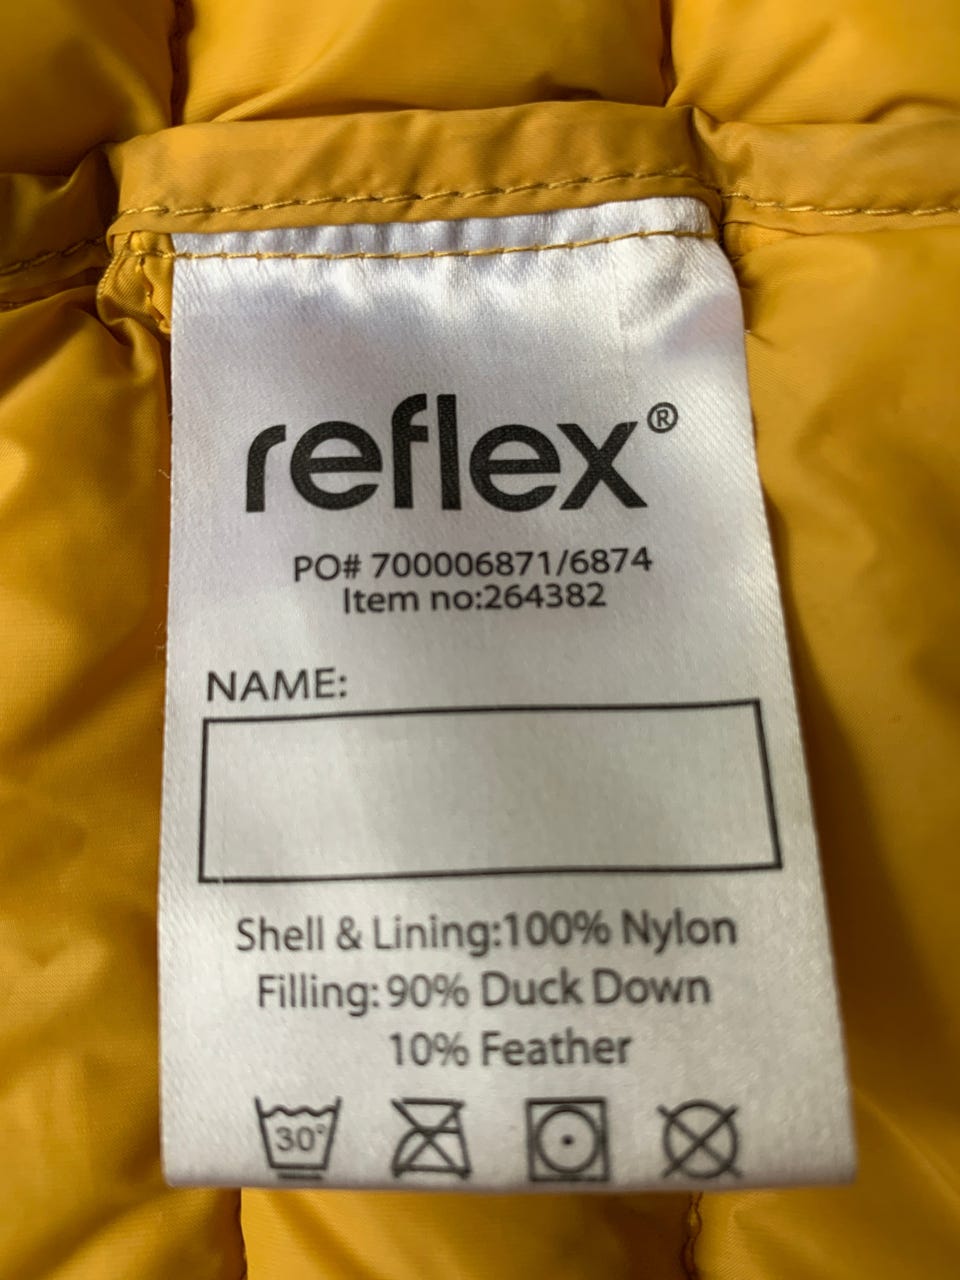 reflex®
PO# 700006871/6874
Item no:264382
NAME:
Shell & Lining:100% Nylon
Filling: 90% Duck Down
10% Feather
30°